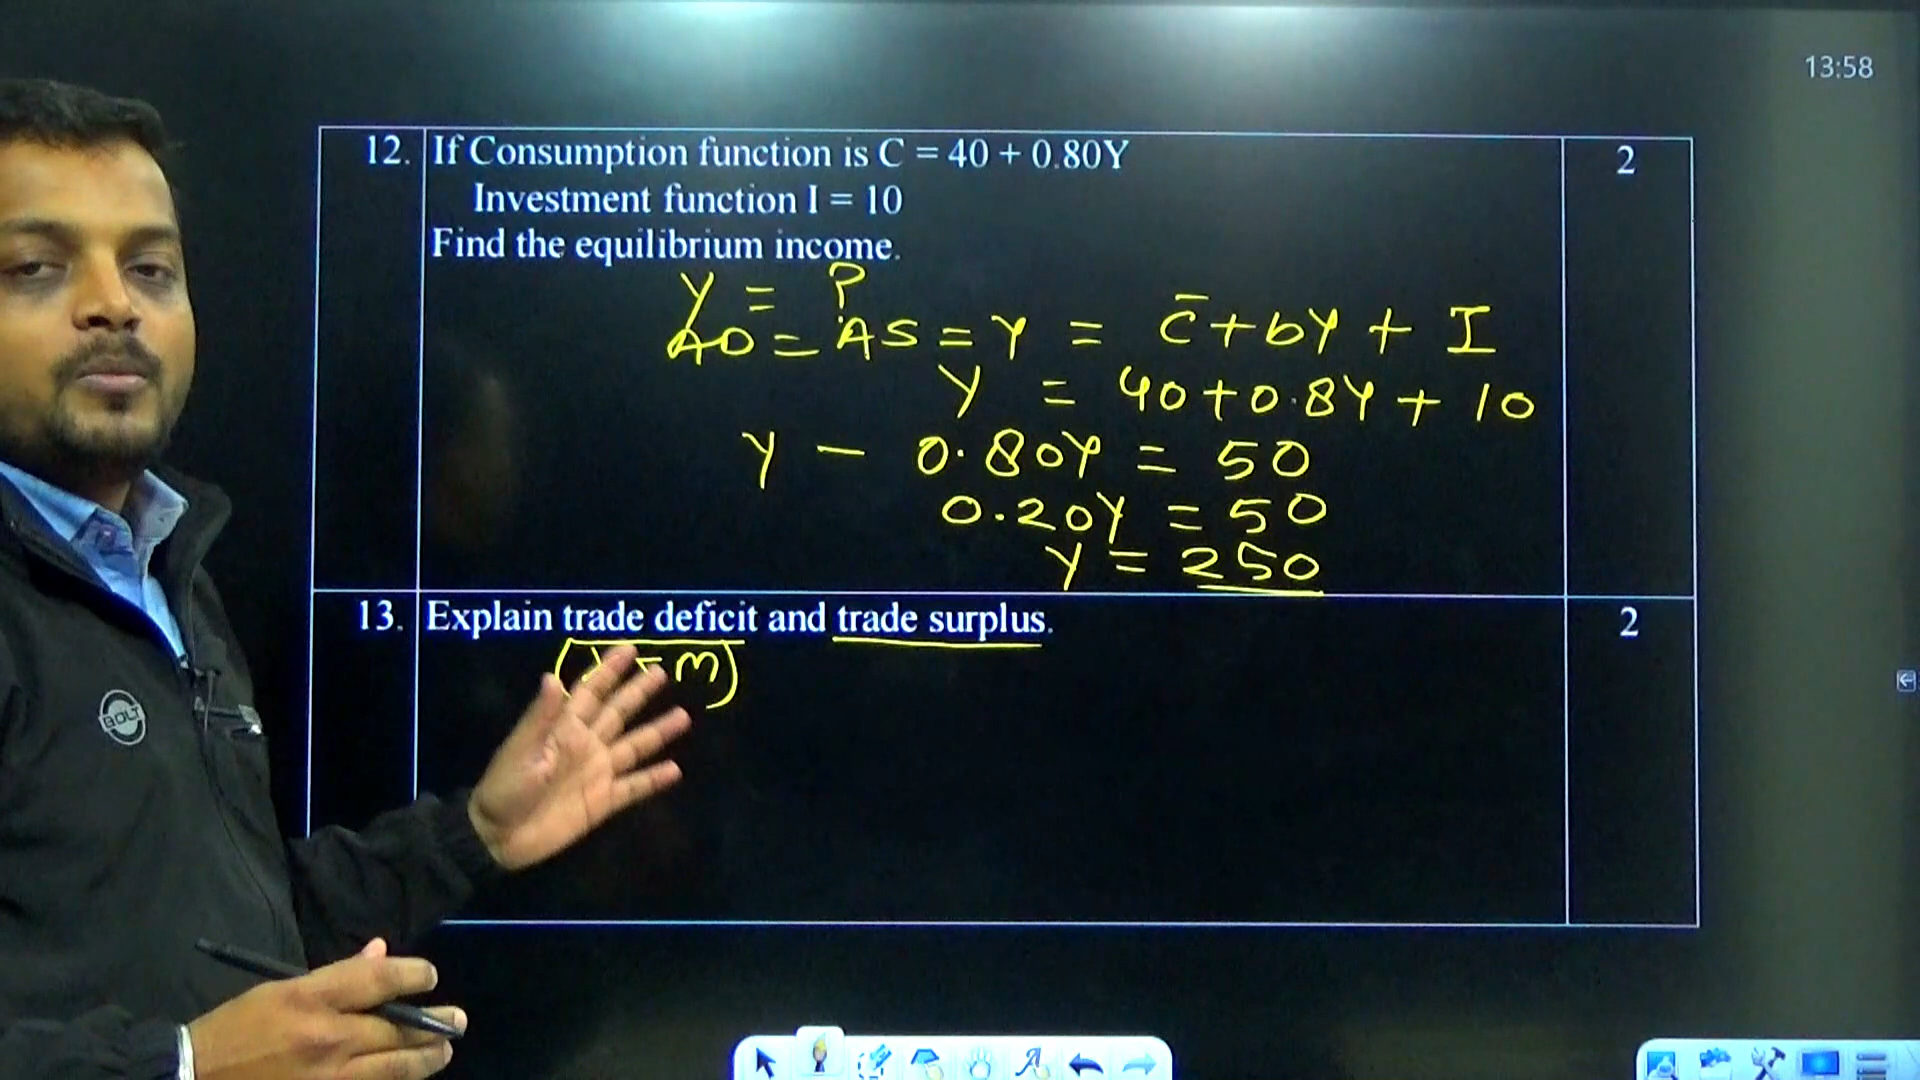 13:58
12. If Consumption function is C = 40 + 0.80Y 2
Investment function I = 10
Find the equilibrium income.
Y = ?
AD = AS = Y = C̄ + bY + I
Y = 40 + 0.8Y + 10
Y - 0.80Y = 50
0.20Y = 50
Y = 250
13. Explain trade deficit and trade surplus. 2
- m)
BOLT